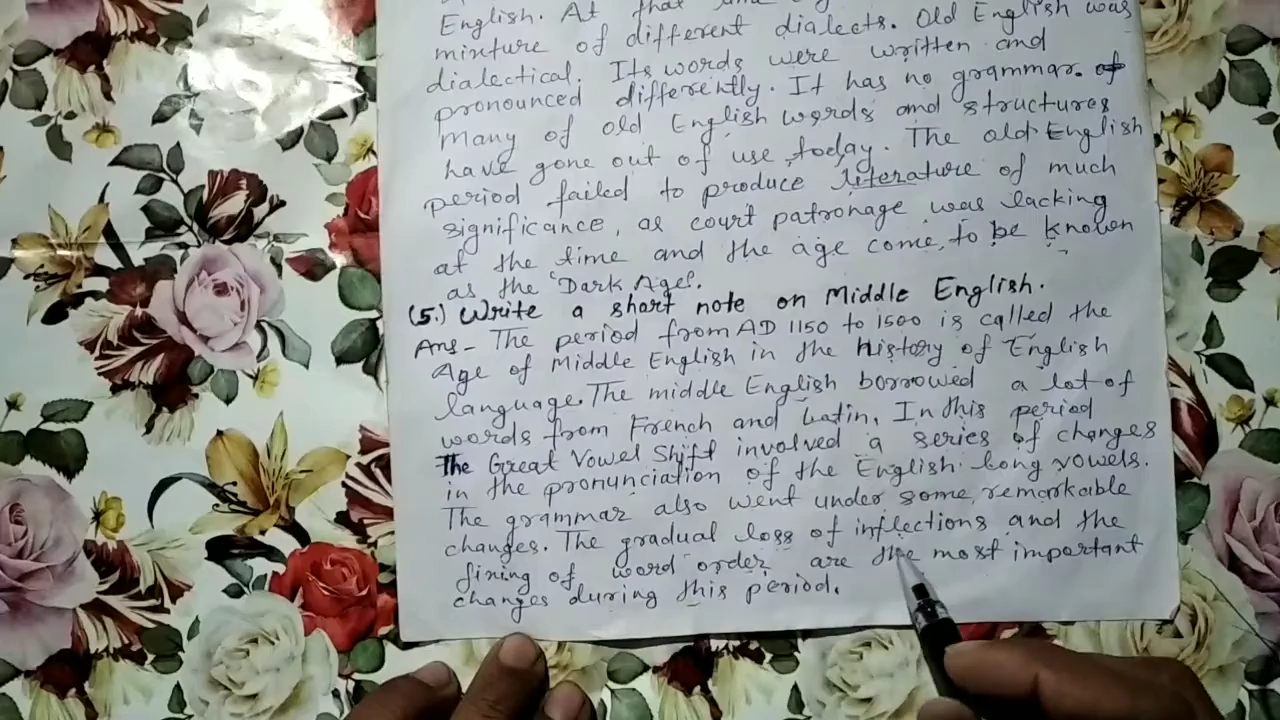 English. At that
mixture of different dialects. Old English was
dialectical. Its words were written and
pronounced differently. It has no grammar.
Many of old English words and structures
have gone out of use today. The old English
period failed to produce literature of much
significance, as court patronage was lacking
at the time and the age come to be known
as the 'Dark Age'.
(5.) Write a short note on Middle English.
Ans- The period from AD 1150 to 1500 is called the
Age of Middle English in the history of English
language. The middle English borrowed a lot of
words from French and Latin. In this period
The Great Vowel Shift involved a series of changes
in the pronunciation of the English long vowels.
The grammar also went under some remarkable
changes. The gradual loss of inflections and the
fixing of word order are the most important
changes during this period.